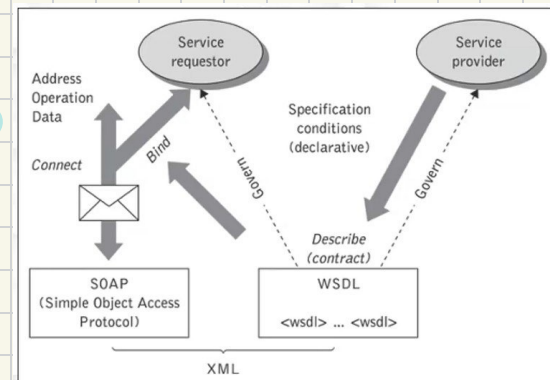 Service
requestor
Service
provider
Address
Operation
Data
Specification
conditions
(declarative)
Connect
Bind
Govern
Govern
Describe
(contract)
SOAP
(Simple Object Access
Protocol)
WSDL
<wsdl> ... <wsdl>
XML